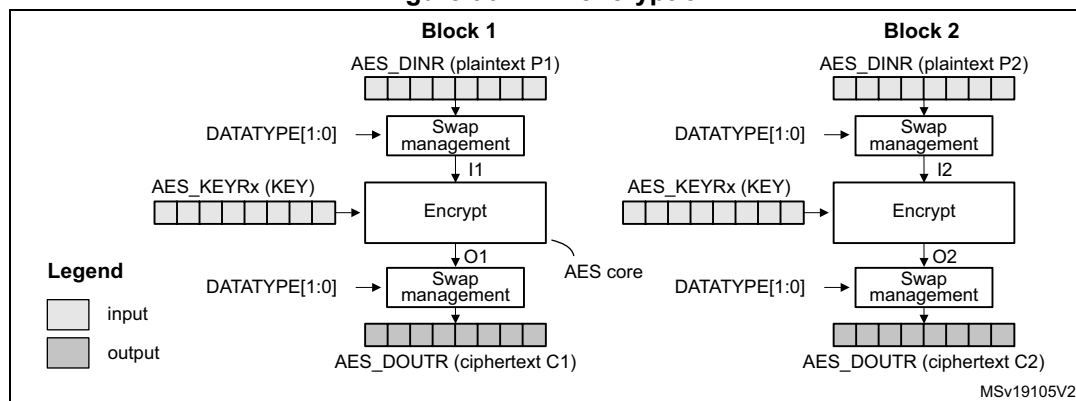 Block 1
AES_DINR (plaintext P1)
DATATYPE[1:0]
Swap
management
I1
AES_KEYRx (KEY)
Encrypt
O1
AES core
DATATYPE[1:0]
Swap
management
AES_DOUTR (ciphertext C1)
Block 2
AES_DINR (plaintext P2)
DATATYPE[1:0]
Swap
management
I2
AES_KEYRx (KEY)
Encrypt
O2
DATATYPE[1:0]
Swap
management
AES_DOUTR (ciphertext C2)
Legend
input
output
MSv19105V2